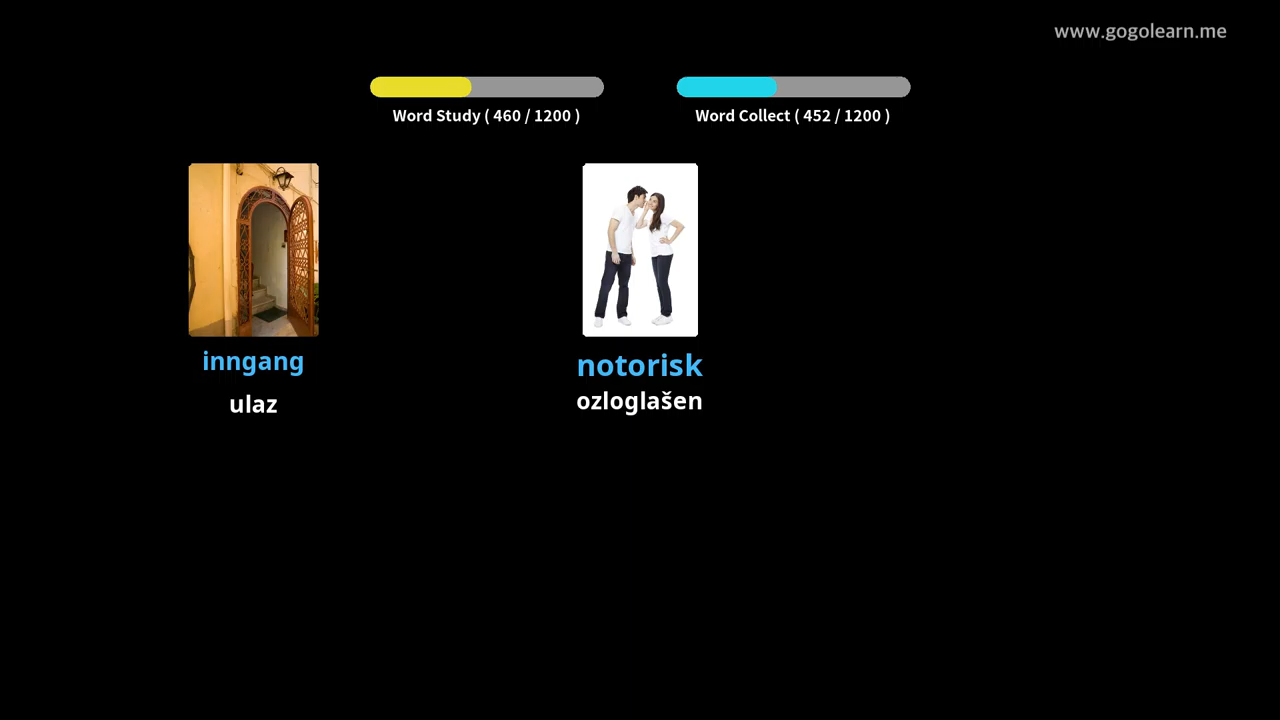 www.gogolearn.me
Word Study ( 460 / 1200 )
Word Collect ( 452 / 1200 )
inngang
ulaz
notorisk
ozloglašen